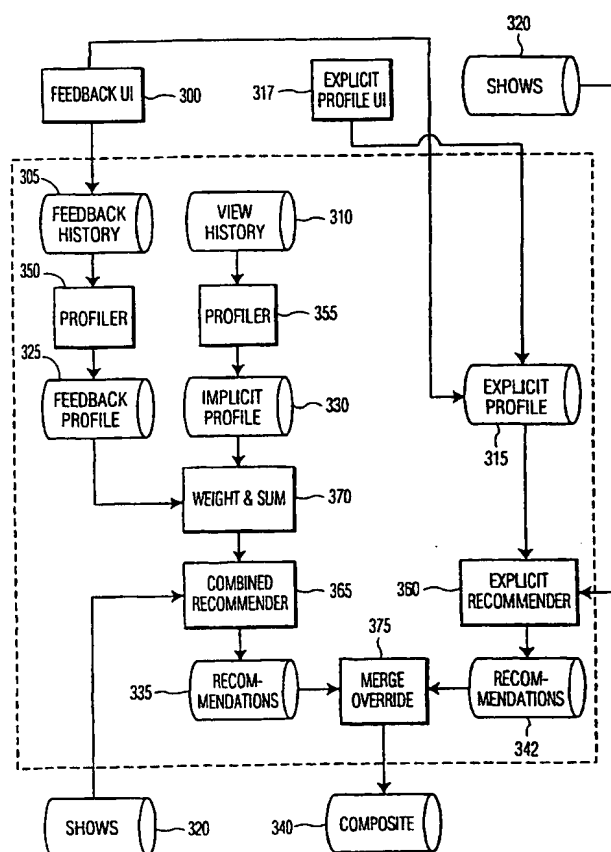 320
SHOWS
FEEDBACK UI
300
317
EXPLICIT
PROFILE UI
305
FEEDBACK
HISTORY
VIEW
HISTORY
310
350
PROFILER
PROFILER
355
325
FEEDBACK
PROFILE
IMPLICIT
PROFILE
330
EXPLICIT
PROFILE
315
WEIGHT & SUM
370
COMBINED
RECOMMENDER
365
360
EXPLICIT
RECOMMENDER
375
335
RECOM-
MENDATIONS
MERGE
OVERRIDE
RECOM-
MENDATIONS
342
SHOWS
320
340
COMPOSITE